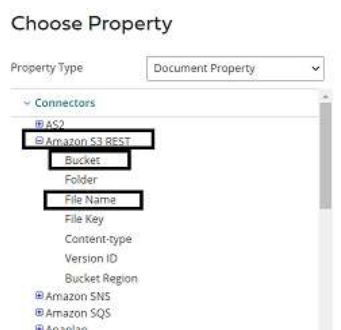 Choose Property
Property Type Document Property
Connectors
AS2
Amazon S3 REST
Bucket
Folder
File Name
File Key
Content-type
Version ID
Bucket Region
Amazon SNS
Amazon SQS
Anaplan